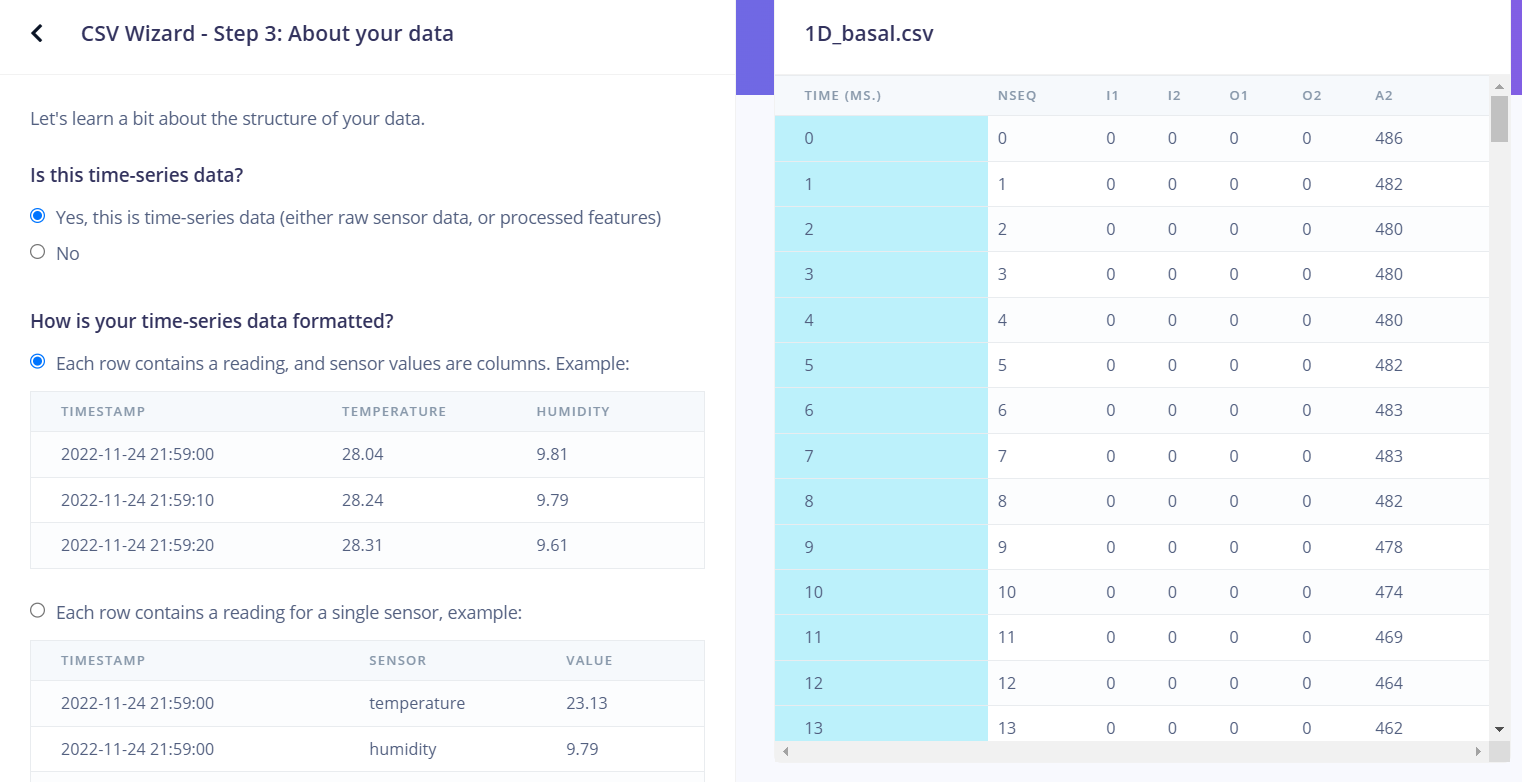 CSV Wizard - Step 3: About your data
Let's learn a bit about the structure of your data.
Is this time-series data?
Yes, this is time-series data (either raw sensor data, or processed features)
No
How is your time-series data formatted?
Each row contains a reading, and sensor values are columns. Example:
TIMESTAMP TEMPERATURE HUMIDITY
2022-11-24 21:59:00 28.04 9.81
2022-11-24 21:59:10 28.24 9.79
2022-11-24 21:59:20 28.31 9.61
Each row contains a reading for a single sensor, example:
TIMESTAMP SENSOR VALUE
2022-11-24 21:59:00 temperature 23.13
2022-11-24 21:59:00 humidity 9.79
1D_basal.csv
TIME (MS.) NSEQ I1 I2 O1 O2 A2
0 0 0 0 0 0 486
1 1 0 0 0 0 482
2 2 0 0 0 0 480
3 3 0 0 0 0 480
4 4 0 0 0 0 480
5 5 0 0 0 0 482
6 6 0 0 0 0 483
7 7 0 0 0 0 483
8 8 0 0 0 0 482
9 9 0 0 0 0 478
10 10 0 0 0 0 474
11 11 0 0 0 0 469
12 12 0 0 0 0 464
13 13 0 0 0 0 462